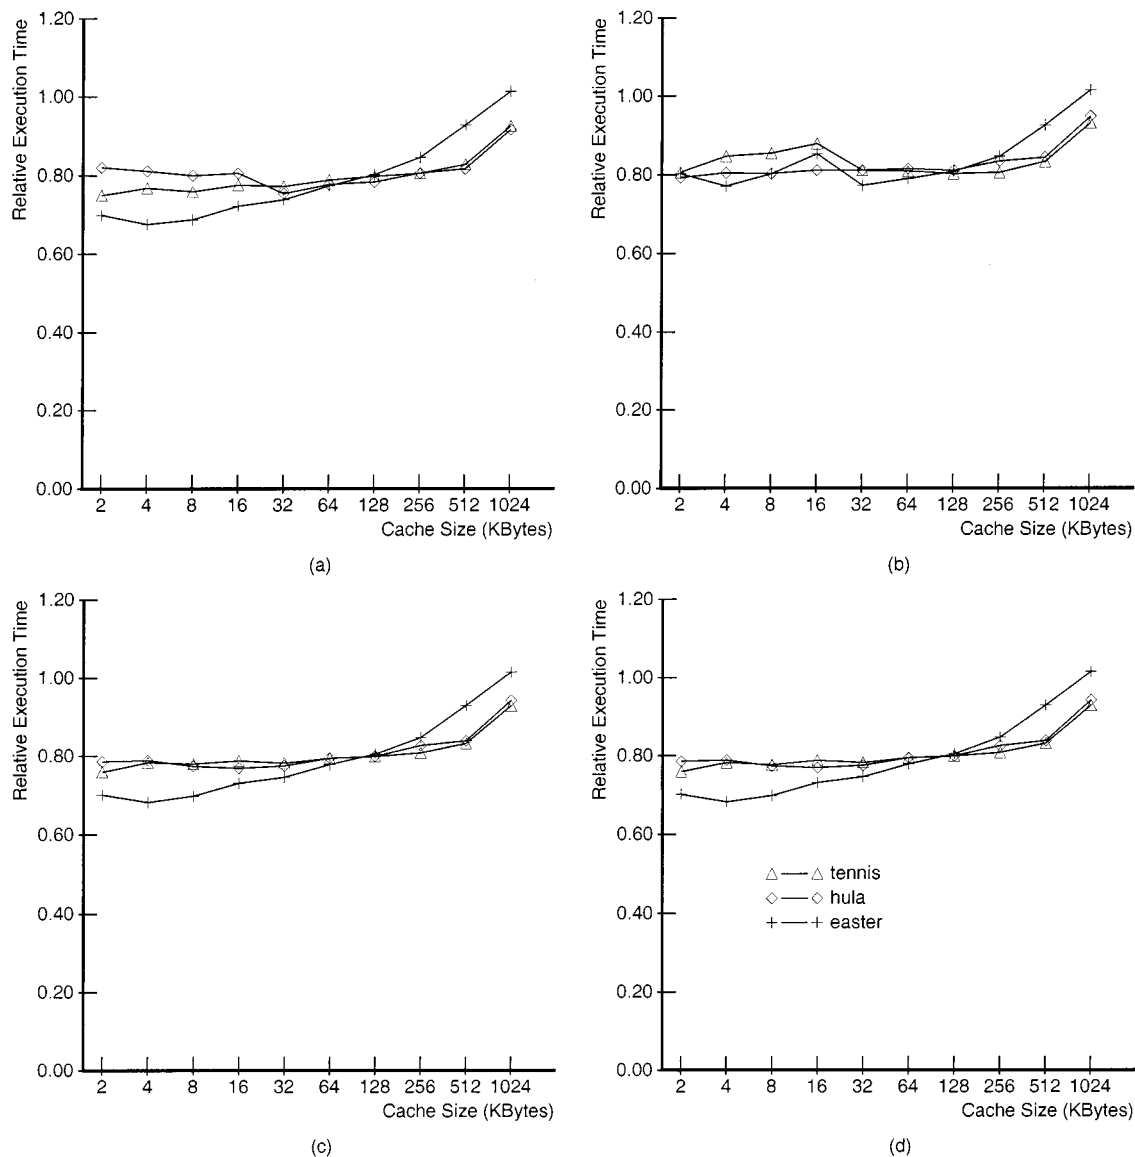 Relative Execution Time
1.20
1.00
0.80
0.60
0.40
0.20
0.00
2 4 8 16 32 64 128 256 512 1024
Cache Size (KBytes)
(a)
Relative Execution Time
1.20
1.00
0.80
0.60
0.40
0.20
0.00
2 4 8 16 32 64 128 256 512 1024
Cache Size (KBytes)
(b)
Relative Execution Time
1.20
1.00
0.80
0.60
0.40
0.20
0.00
2 4 8 16 32 64 128 256 512 1024
Cache Size (KBytes)
(c)
Relative Execution Time
1.20
1.00
0.80
0.60
0.40
0.20
0.00
tennis
hula
easter
2 4 8 16 32 64 128 256 512 1024
Cache Size (KBytes)
(d)